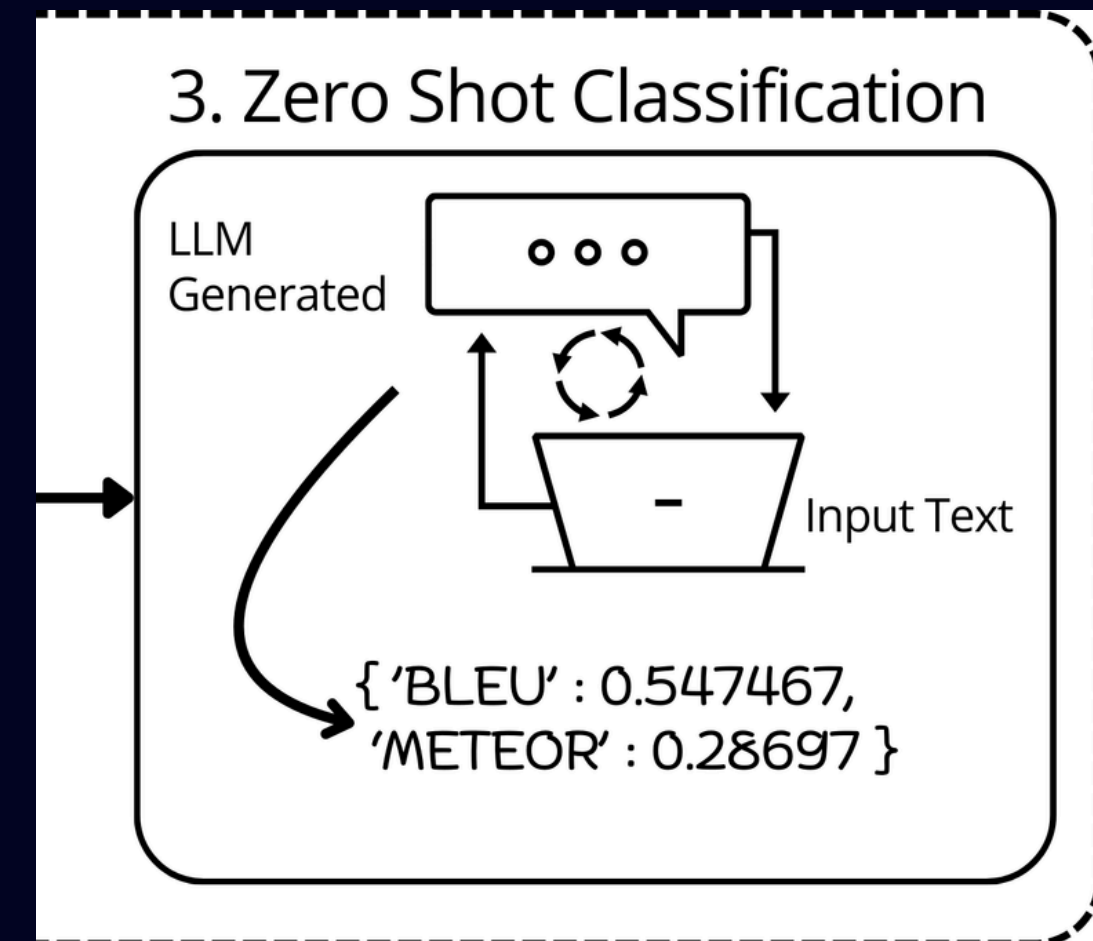 3. Zero Shot Classification
LLM
Generated
Input Text
{ 'BLEU' : 0.547467,
'METEOR' : 0.28697 }